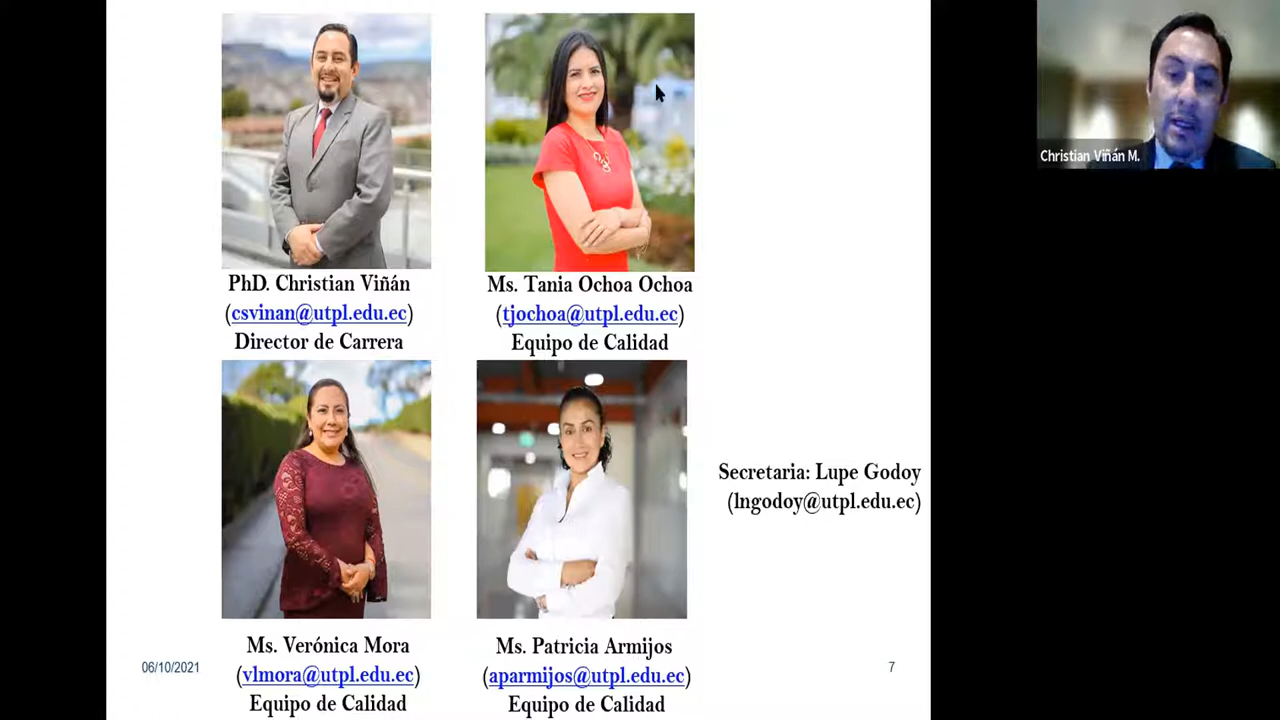 Christian Viñán M.
PhD. Christian Viñán
(csvinan@utpl.edu.ec)
Director de Carrera
Ms. Tania Ochoa Ochoa
(tjochoa@utpl.edu.ec)
Equipo de Calidad
Secretaria: Lupe Godoy
(lngodoy@utpl.edu.ec)
Ms. Verónica Mora
(vlmora@utpl.edu.ec)
Equipo de Calidad
Ms. Patricia Armijos
(aparmijos@utpl.edu.ec)
Equipo de Calidad
06/10/2021
7